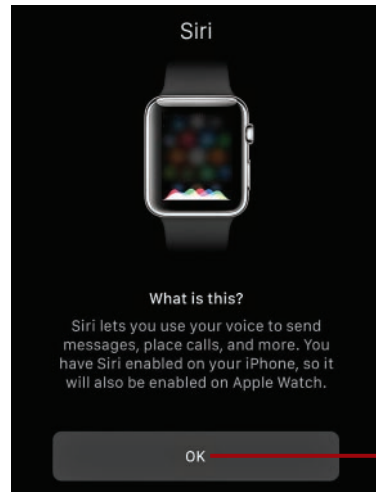 Siri
What is this?
Siri lets you use your voice to send
messages, place calls, and more. You
have Siri enabled on your iPhone, so it
will also be enabled on Apple Watch.
OK